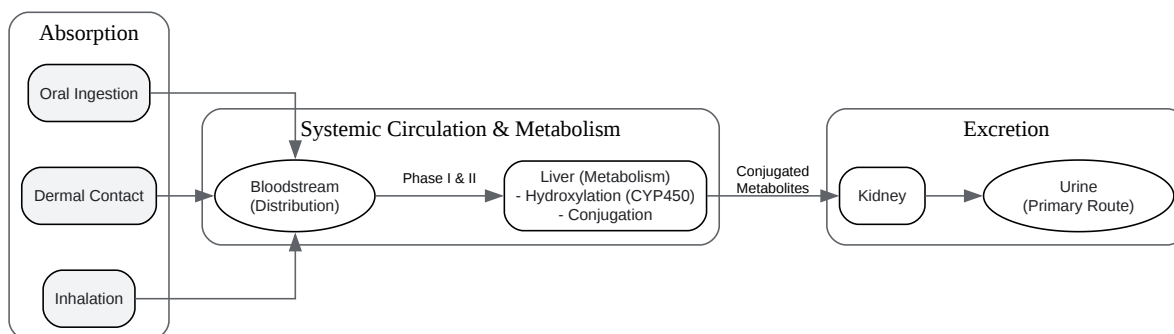 Absorption
Oral Ingestion
Dermal Contact
Inhalation
Systemic Circulation & Metabolism
Bloodstream
(Distribution)
Phase I & II
Liver (Metabolism)
- Hydroxylation (CYP450)
- Conjugation
Conjugated
Metabolites
Excretion
Kidney
Urine
(Primary Route)